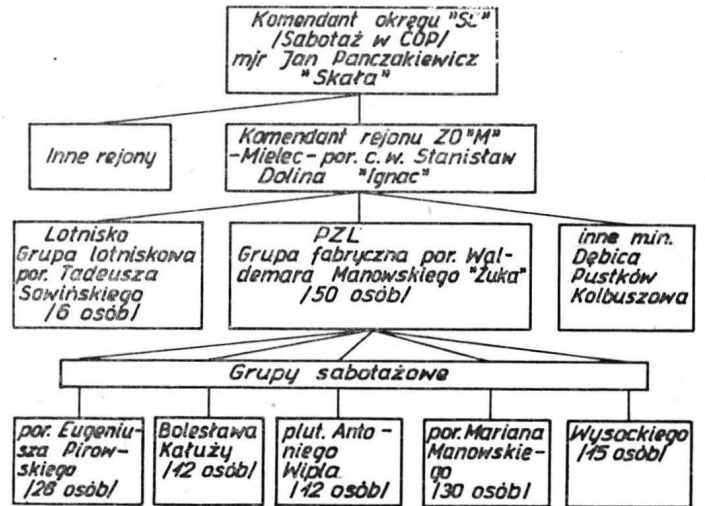 Komendant okręgu "SC"
/Sabotaż w COP/
mjr Jan Panczakiewicz
"Skała"
Inne rejony
Komendant rejonu ZO"M"
-Mielec- por. c. w. Stanisław
Dolina "Ignac"
Lotnisko
Grupa lotniskowa
por. Tadeusza
Sowińskiego
/6 osób/
PZL
Grupa fabryczna por. Wal-
demara Manowskiego "Żuka"
/50 osób/
inne min.
Dębica
Pustków
Kolbuszowa
Grupy sabotażowe
por. Eugeniu-
sza Pirow-
skiego
/28 osób/
Bolesława
Kałuży
/12 osób/
plut. Anto-
niego
Wipla
/12 osób/
por. Mariana
Manowskie-
go
/30 osób/
Wysockiego
/15 osób/